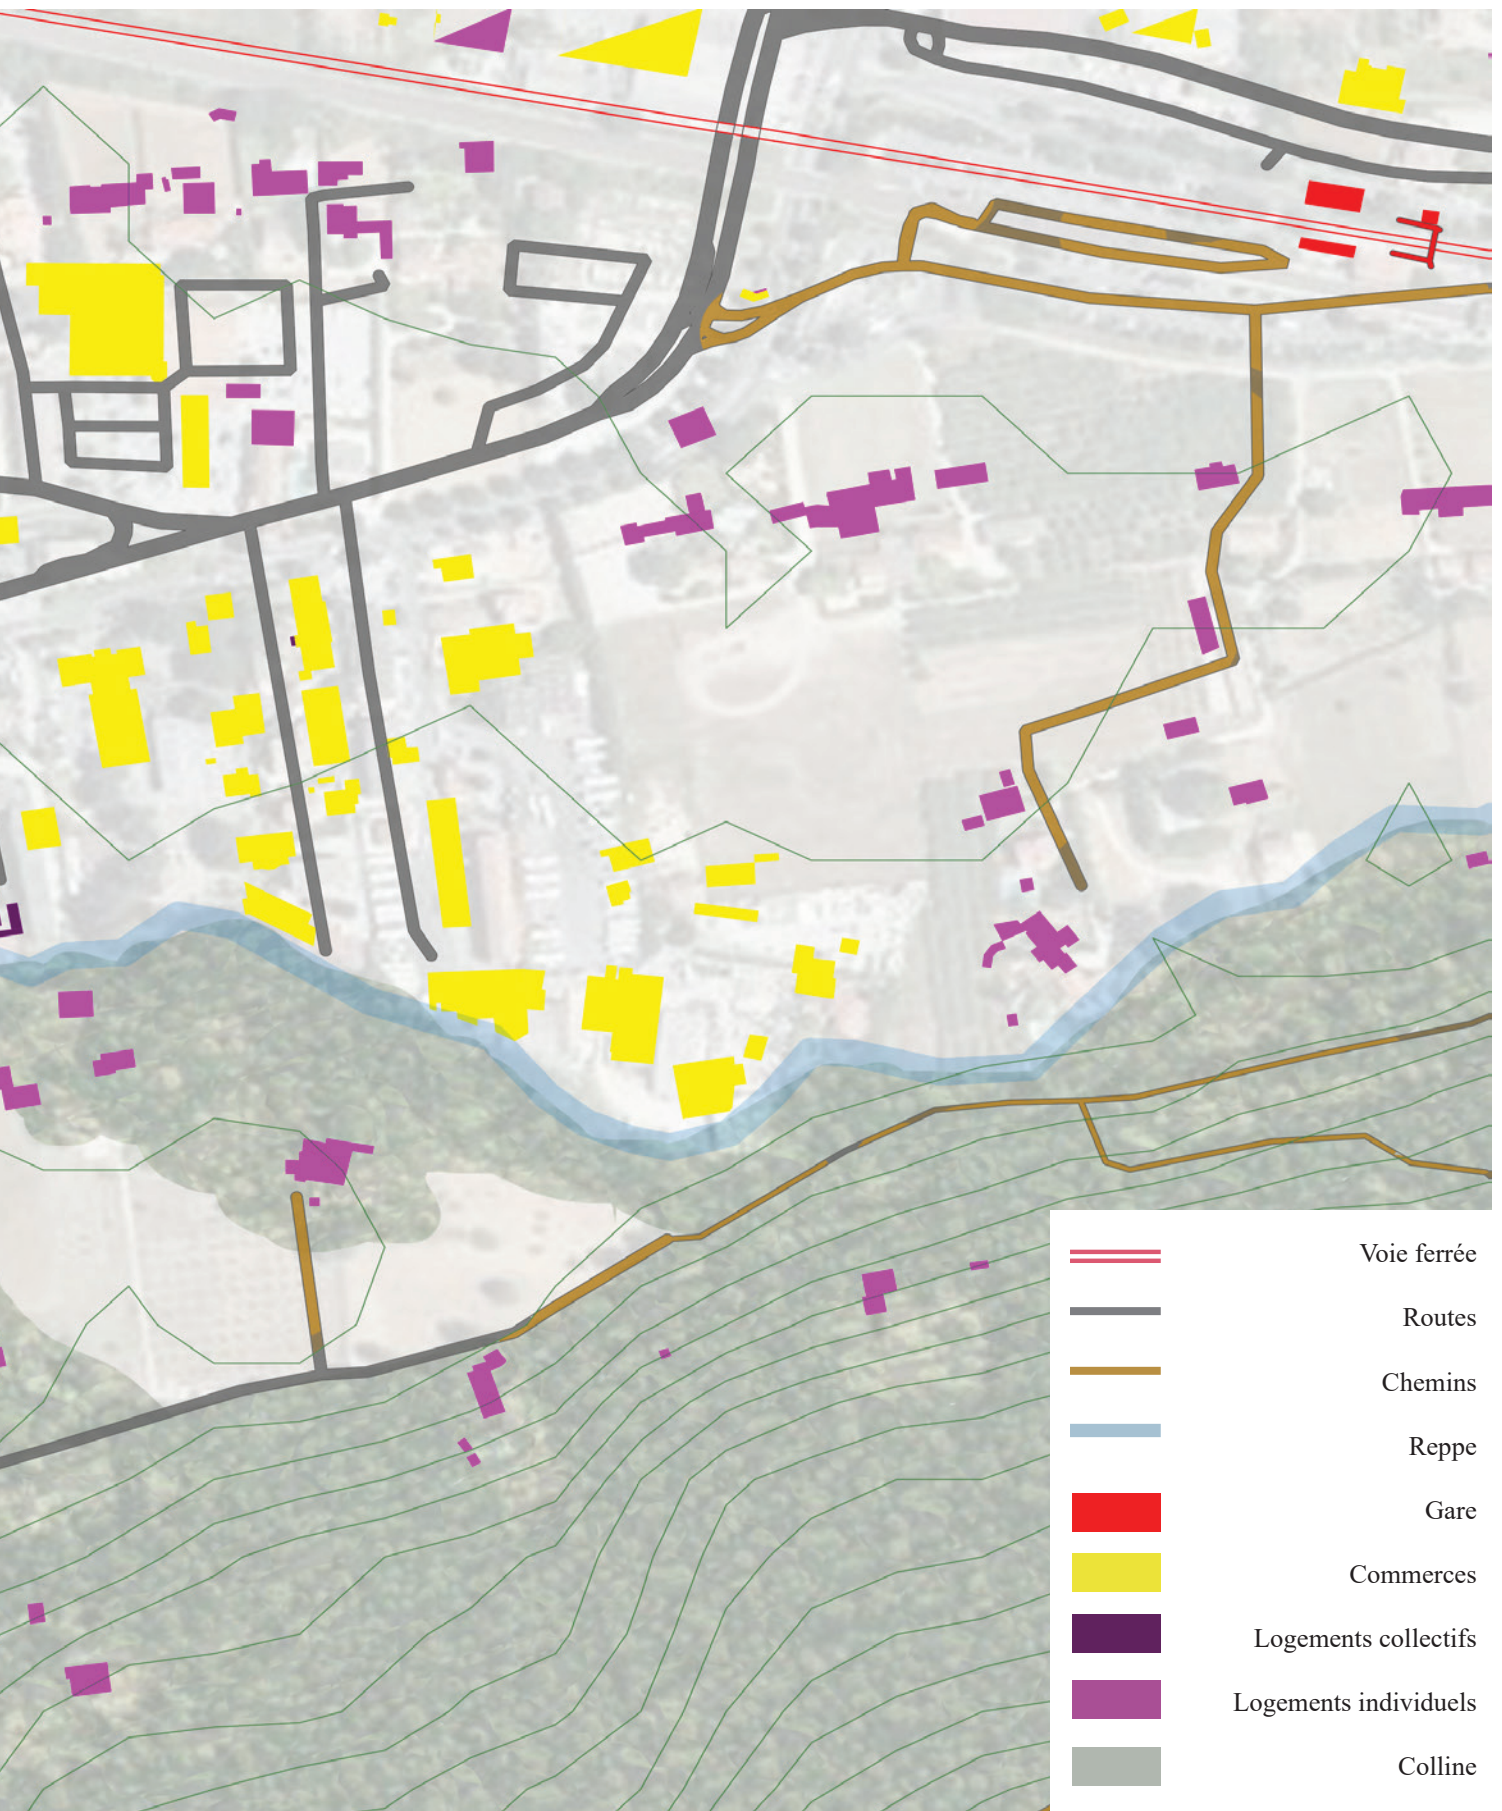 Voie ferrée
Routes
Chemins
Reppe
Gare
Commerces
Logements collectifs
Logements individuels
Colline